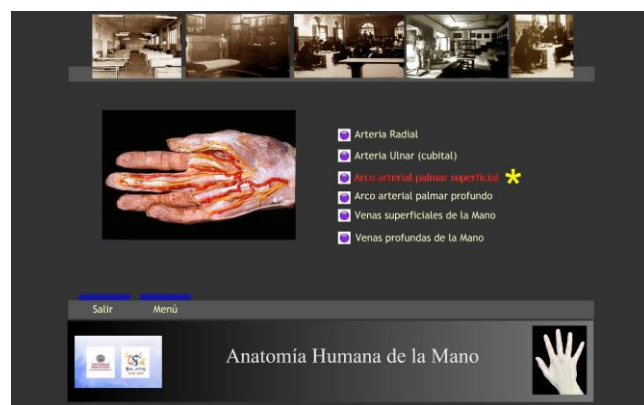 Arteria Radial
Arteria Ulnar (cubital)
Arco arterial palmar superficial *
Arco arterial palmar profundo
Venas superficiales de la Mano
Venas profundas de la Mano
Salir
Menú
Anatomía Humana de la Mano